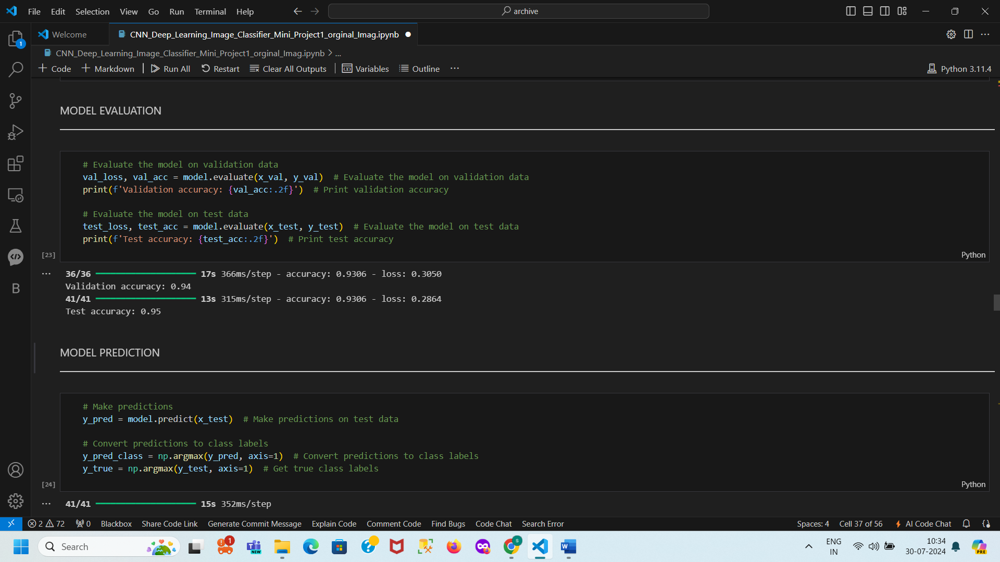 File Edit Selection View Go Run Terminal Help archive
1 Welcome CNN_Deep_Learning_Image_Classifier_Mini_Project1_orginal_Imag.ipynb
CNN_Deep_Learning_Image_Classifier_Mini_Project1_orginal_Imag.ipynb > ...
+ Code + Markdown Run All Restart Clear All Outputs Variables Outline ... Python 3.11.4
MODEL EVALUATION
# Evaluate the model on validation data
val_loss, val_acc = model.evaluate(x_val, y_val)  # Evaluate the model on validation data
print(f'Validation accuracy: {val_acc:.2f}')  # Print validation accuracy
# Evaluate the model on test data
test_loss, test_acc = model.evaluate(x_test, y_test)  # Evaluate the model on test data
print(f'Test accuracy: {test_acc:.2f}')  # Print test accuracy
[23] Python
... 36/36 17s 366ms/step - accuracy: 0.9306 - loss: 0.3050
Validation accuracy: 0.94
41/41 13s 315ms/step - accuracy: 0.9306 - loss: 0.2864
Test accuracy: 0.95
B
MODEL PREDICTION
# Make predictions
y_pred = model.predict(x_test)  # Make predictions on test data
# Convert predictions to class labels
y_pred_class = np.argmax(y_pred, axis=1)  # Convert predictions to class labels
y_true = np.argmax(y_test, axis=1)  # Get true class labels
[24] Python
... 41/41 15s 352ms/step
2 72 0 Blackbox Share Code Link Generate Commit Message Explain Code Comment Code Find Bugs Code Chat Search Error Spaces: 4 Cell 37 of 56 AI Code Chat
Search 1 NEW S W ENG 10:34
IN 30-07-2024 PRE